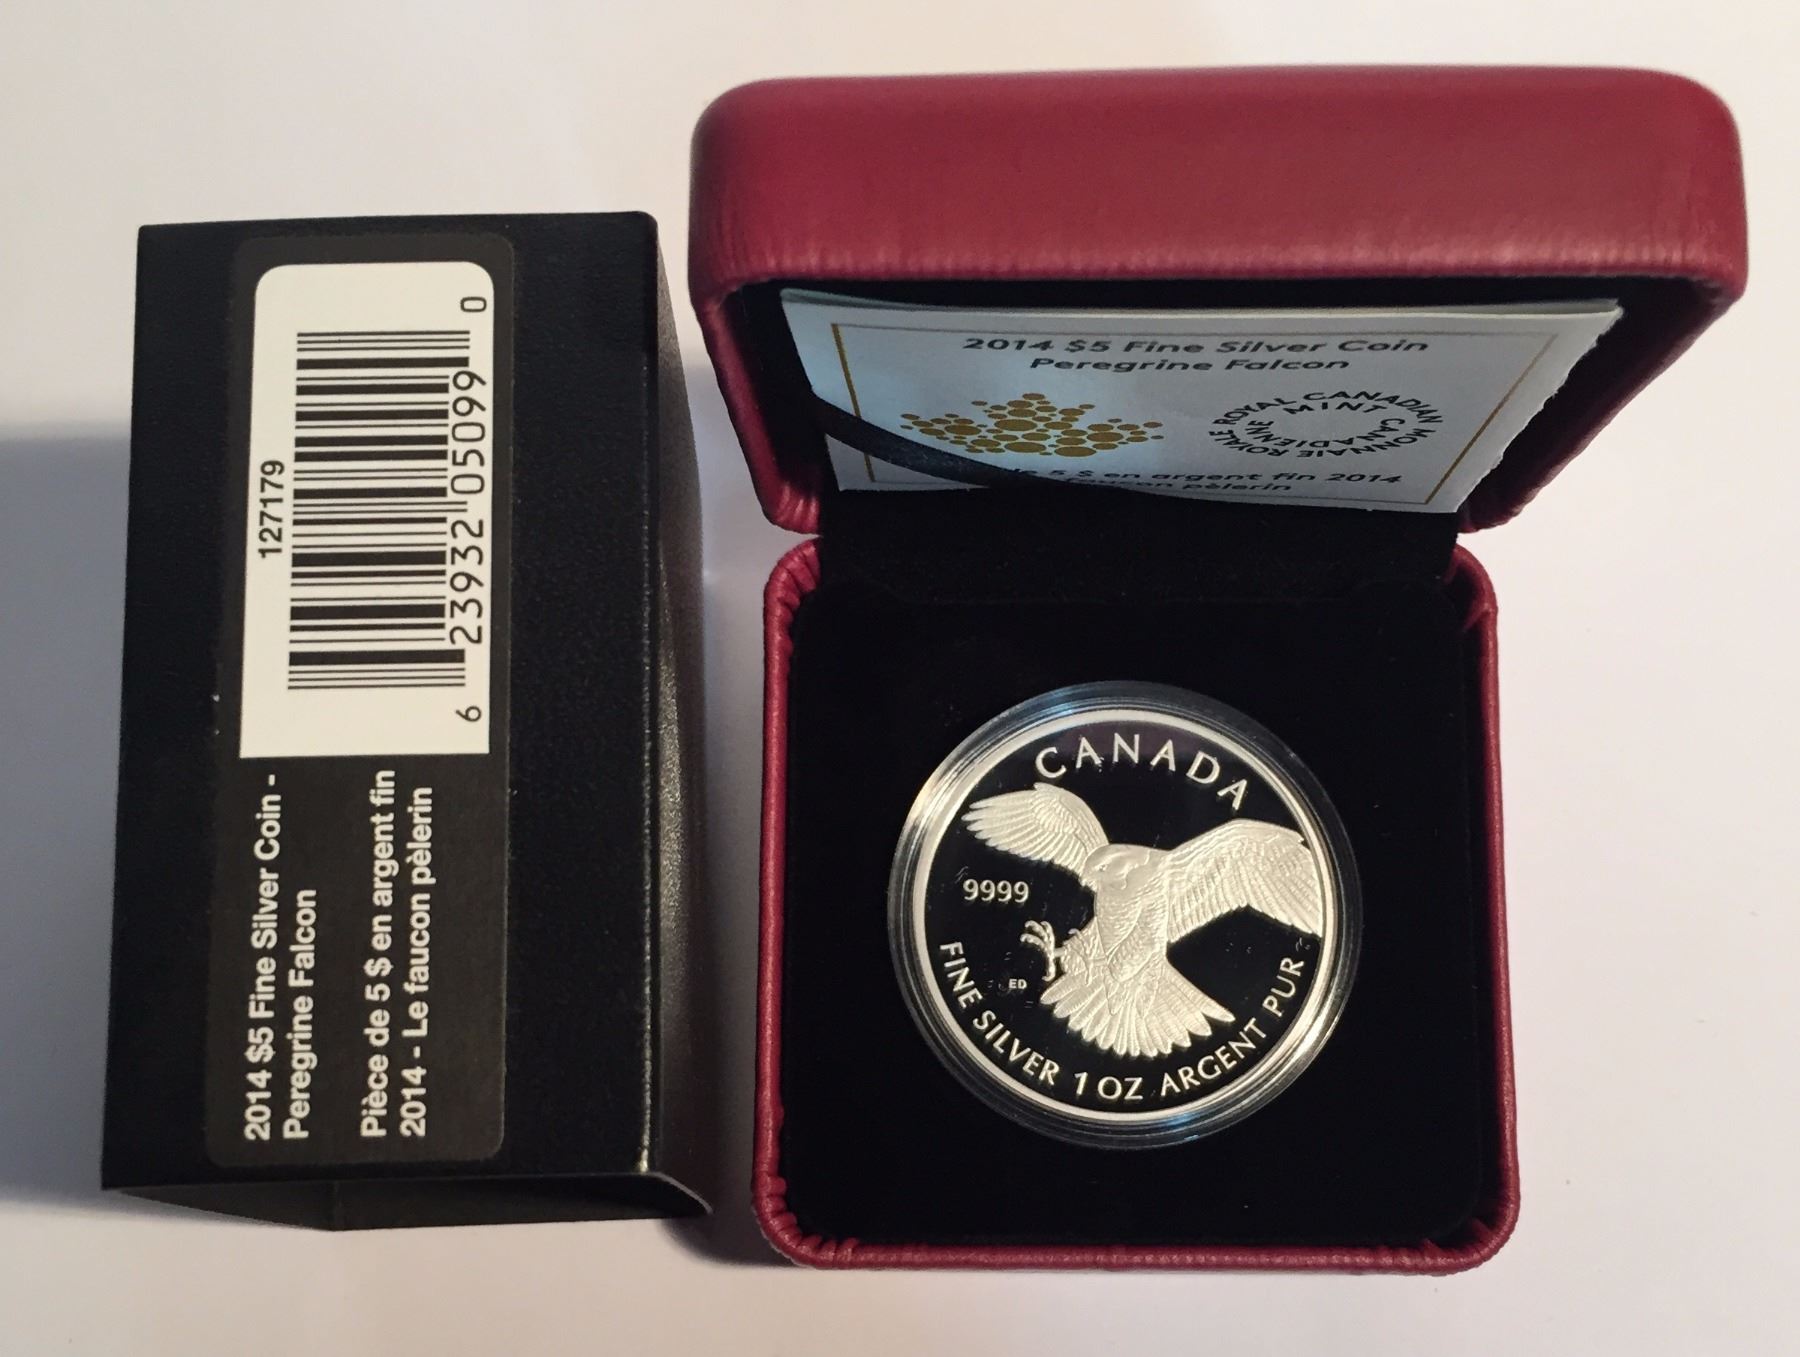 2014 $5 Fine Silver Coin -
Peregrine Falcon
Pièce de 5 $ en argent fin
2014 - Le faucon pèlerin
127179
6 23932 05099 0
2014 $5 Fine Silver Coin
Peregrine Falcon
ROYAL CANADIAN MINT
MONNAIE ROYALE CANADIENNE
de 5 $ en argent fin 2014
faucon pèlerin
CANADA
9999
ED
FINE SILVER 1 OZ ARGENT PUR